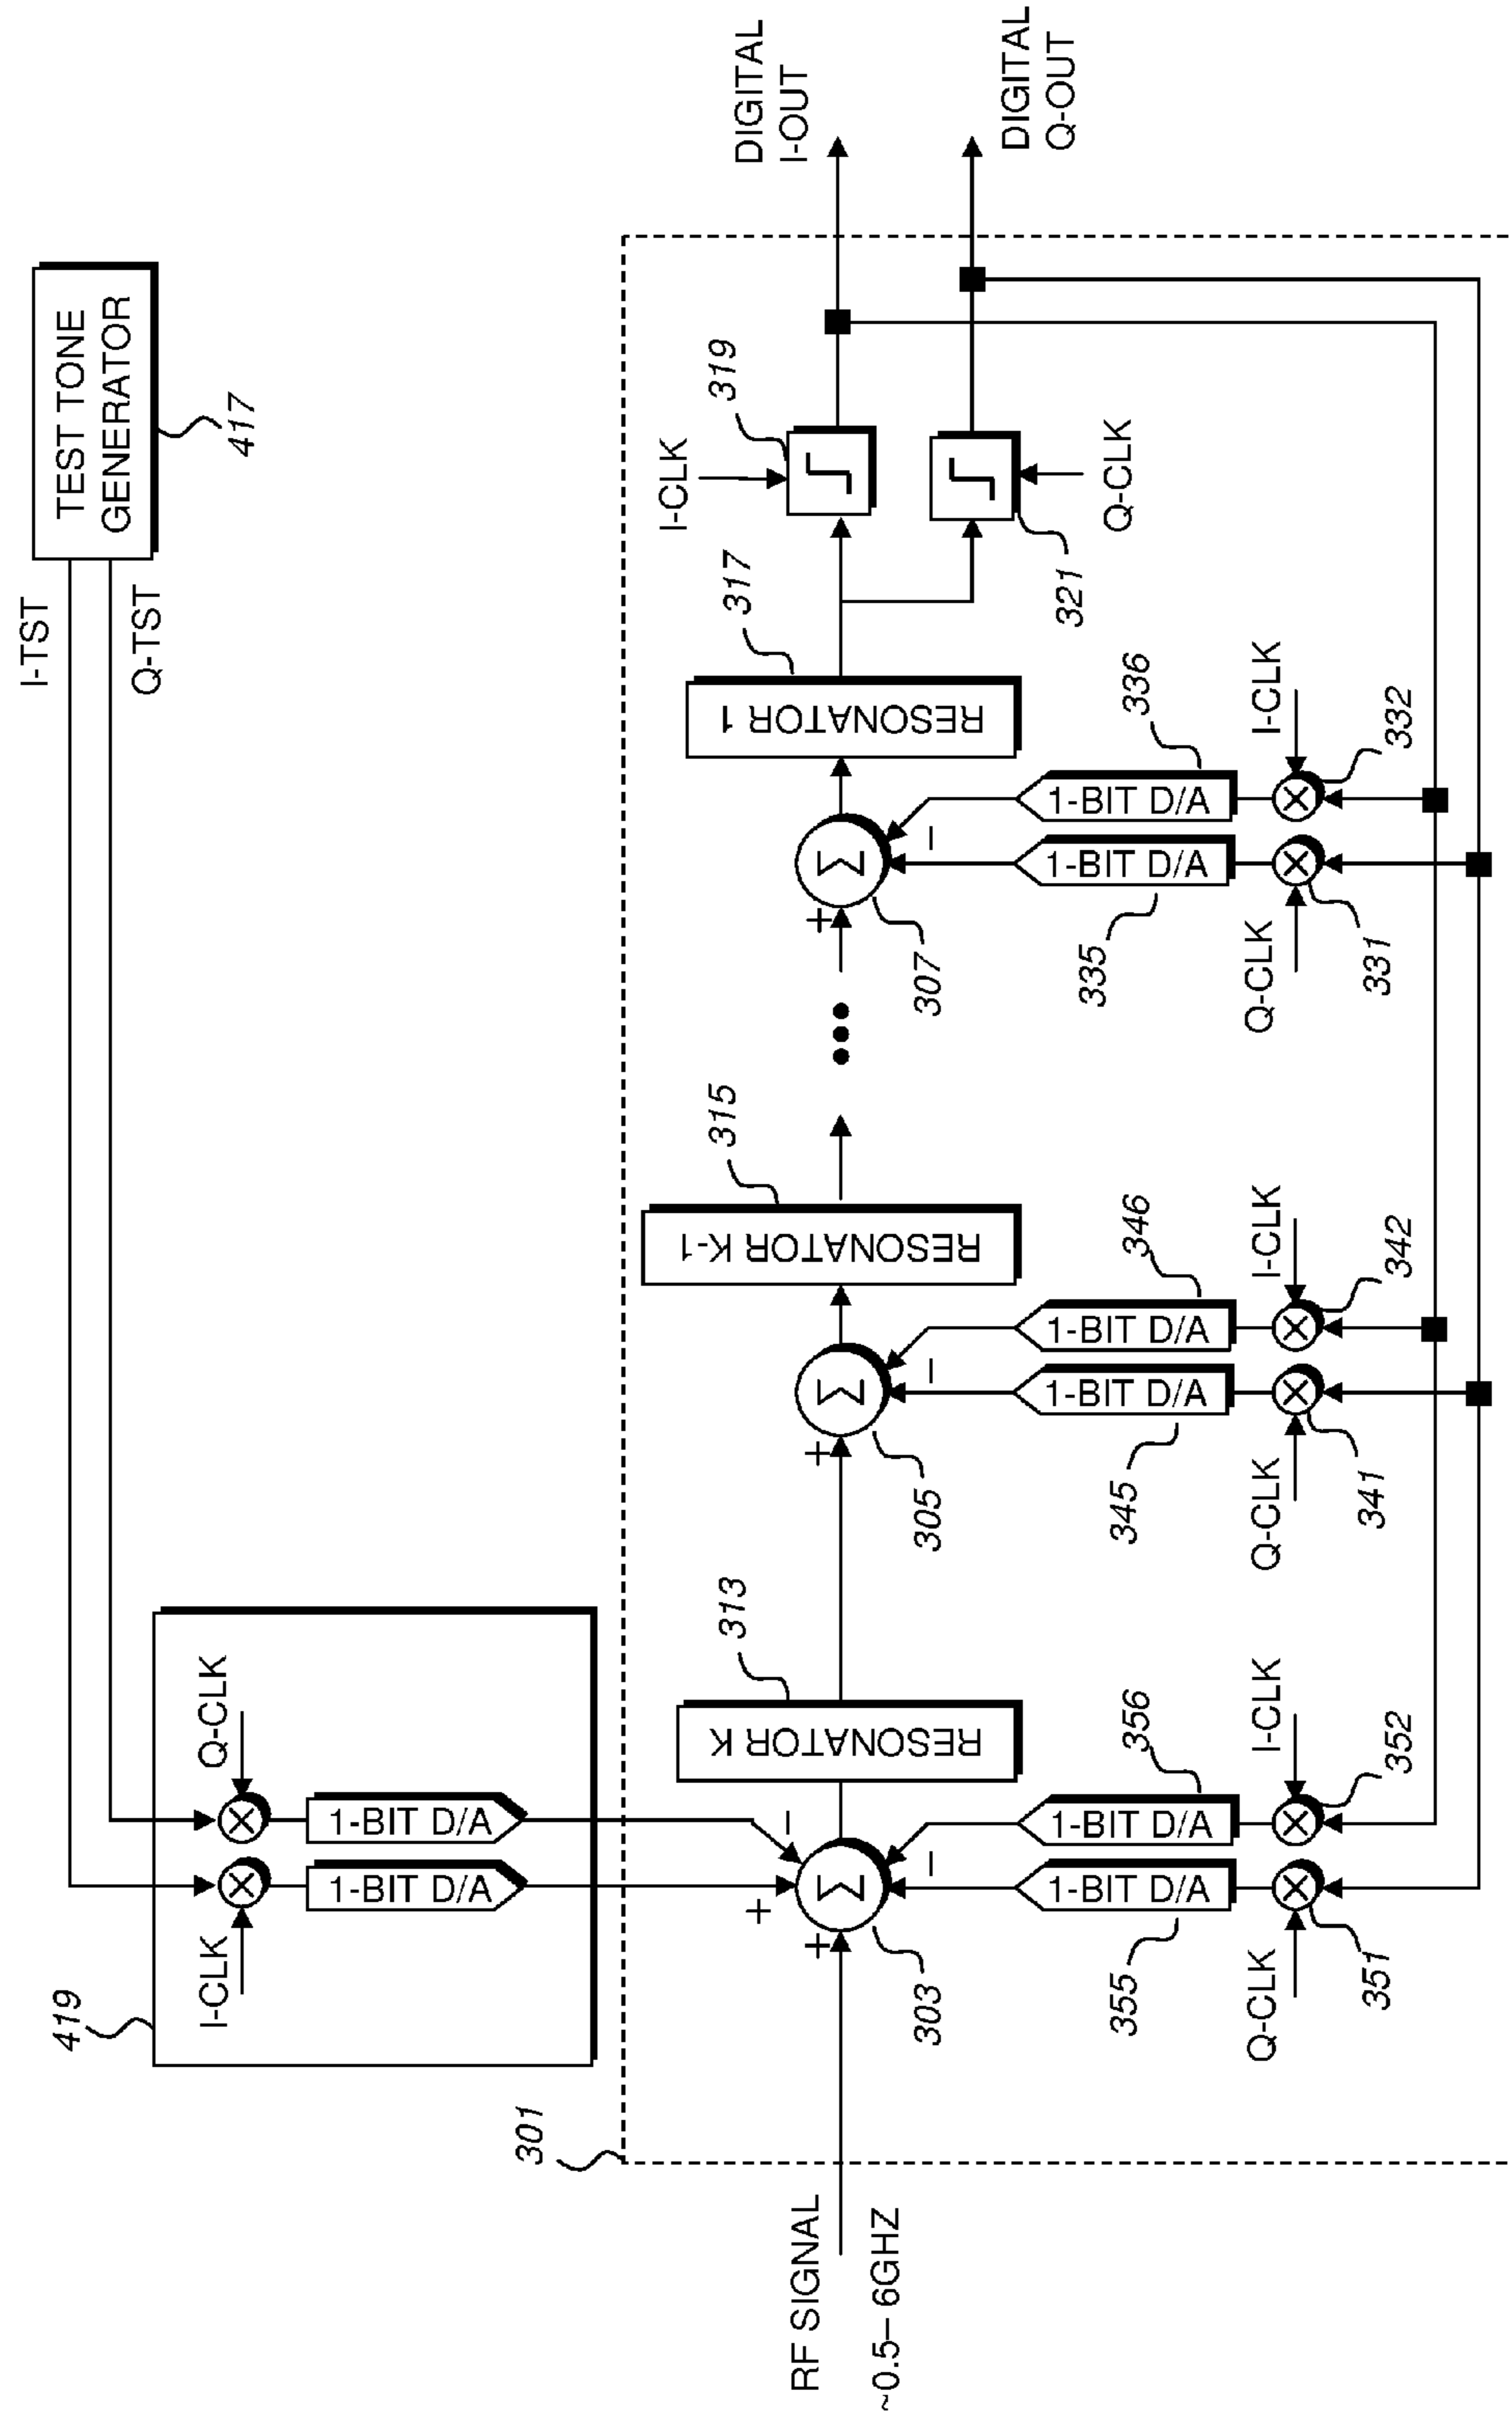 TEST TONE
GENERATOR
417
I-TST
Q-TST
419
I-CLK
Q-CLK
1-BIT D/A
1-BIT D/A
301
RF SIGNAL
~0.5– 6GHZ
+
+
–
–
Σ
303
RESONATOR K
313
+
–
Σ
305
RESONATOR K-1
315
+
–
Σ
307
RESONATOR 1
317
I-CLK
319
321
Q-CLK
DIGITAL
I-OUT
DIGITAL
Q-OUT
1-BIT D/A
355
1-BIT D/A
356
Q-CLK
351
I-CLK
352
1-BIT D/A
345
1-BIT D/A
346
Q-CLK
341
I-CLK
342
1-BIT D/A
335
1-BIT D/A
336
Q-CLK
331
I-CLK
332